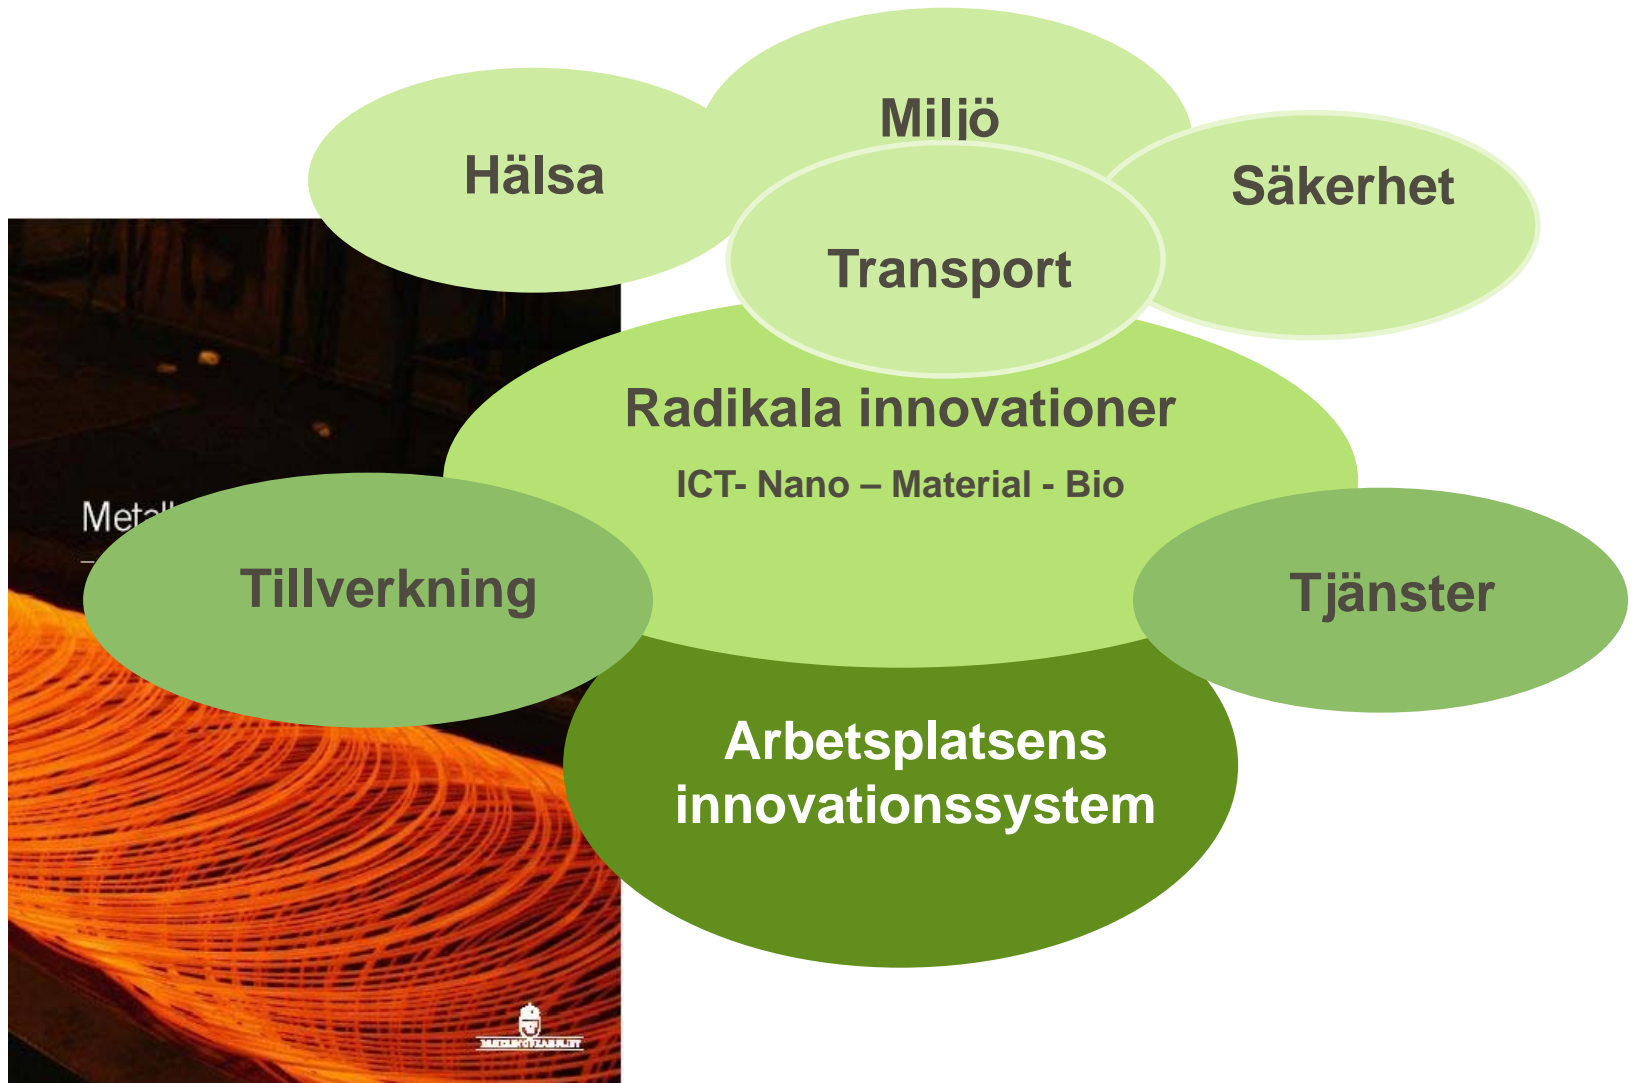 Miljö
Hälsa
Säkerhet
Transport
Radikala innovationer
ICT- Nano – Material - Bio
Tillverkning
Tjänster
Arbetsplatsens
innovationssystem